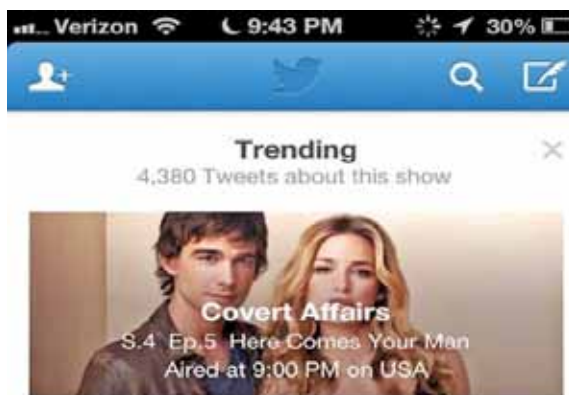 Verizon 9:43 PM 30%
Trending
4,380 Tweets about this show
Covert Affairs
S.4 Ep.5 Here Comes Your Man
Aired at 9:00 PM on USA